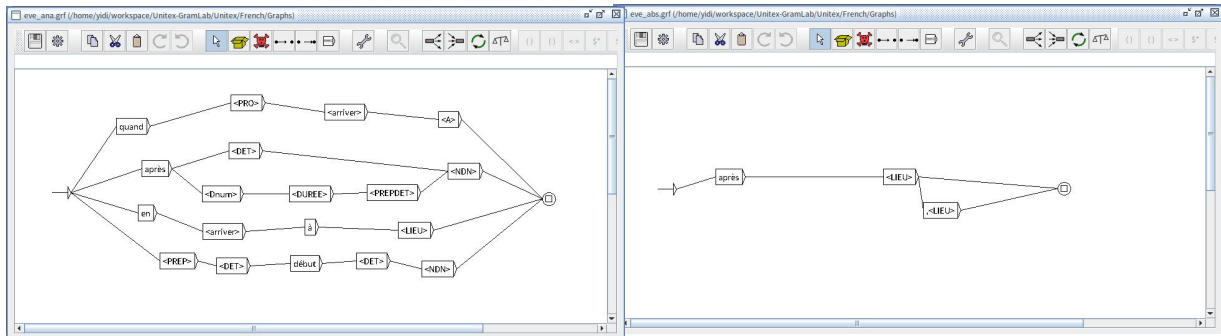 eve_ana.grf (/home/yidi/workspace/Unitex-GramLab/Unitex/French/Graphs)
<PRO>
<arriver>
quand
<A>
<DET>
après
<NDN>
<Dnum>
<DUREE>
<PREPDET>
en
<arriver>
à
<LIEU>
<PREP>
<DET>
début
<DET>
<NDN>
eve_abs.grf (/home/yidi/workspace/Unitex-GramLab/Unitex/French/Graphs)
après
<LIEU>
,<LIEU>